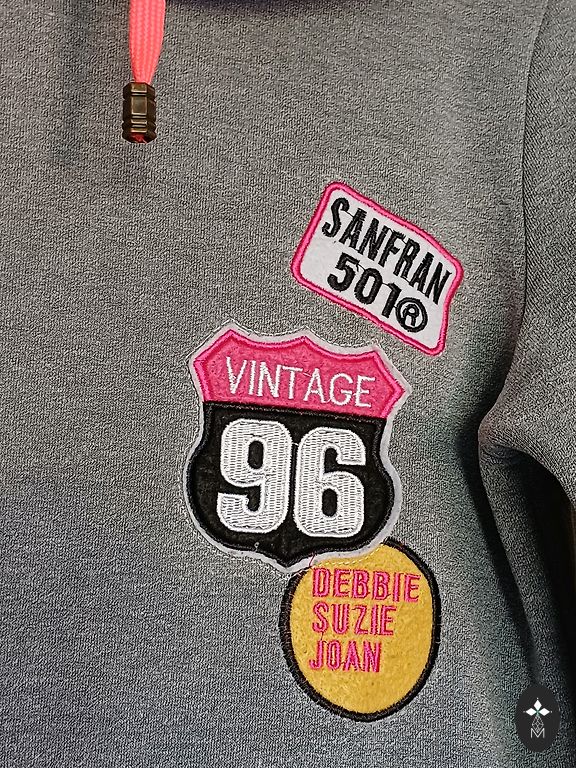 SANFRAN
501®
VINTAGE
96
DEBBIE
SUZIE
JOAN
M